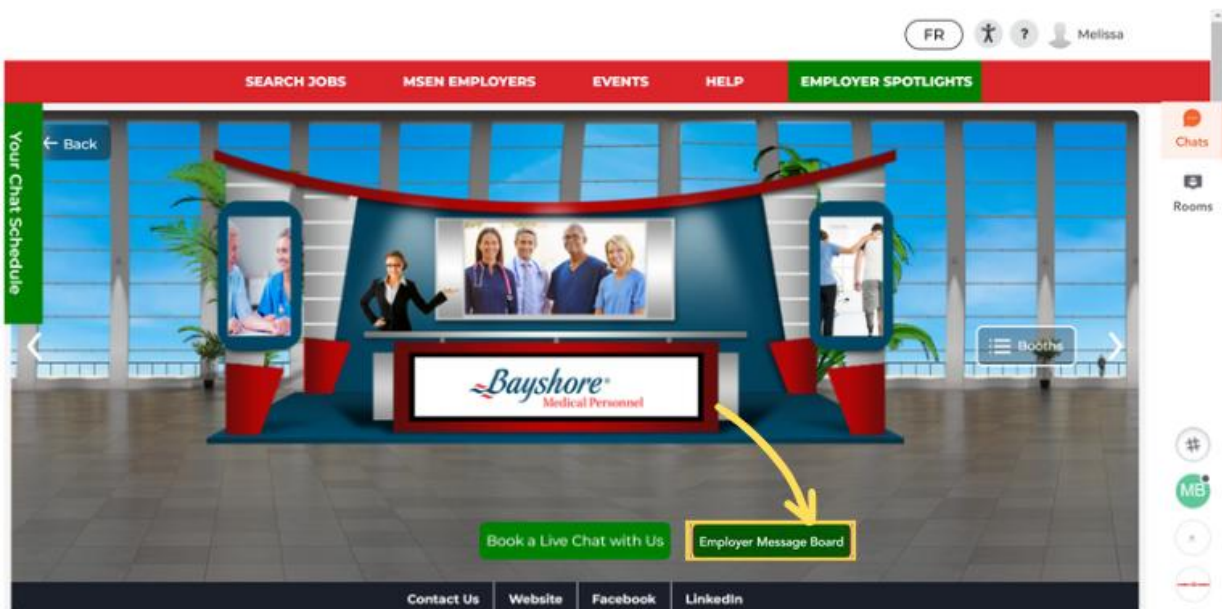 FR
?
Melissa
SEARCH JOBS
MSEN EMPLOYERS
EVENTS
HELP
EMPLOYER SPOTLIGHTS
Your Chat Schedule
← Back
Chats
Rooms
Booths
Bayshore®
Medical Personnel
#
MB
Book a Live Chat with Us
Employer Message Board
Contact Us
Website
Facebook
LinkedIn